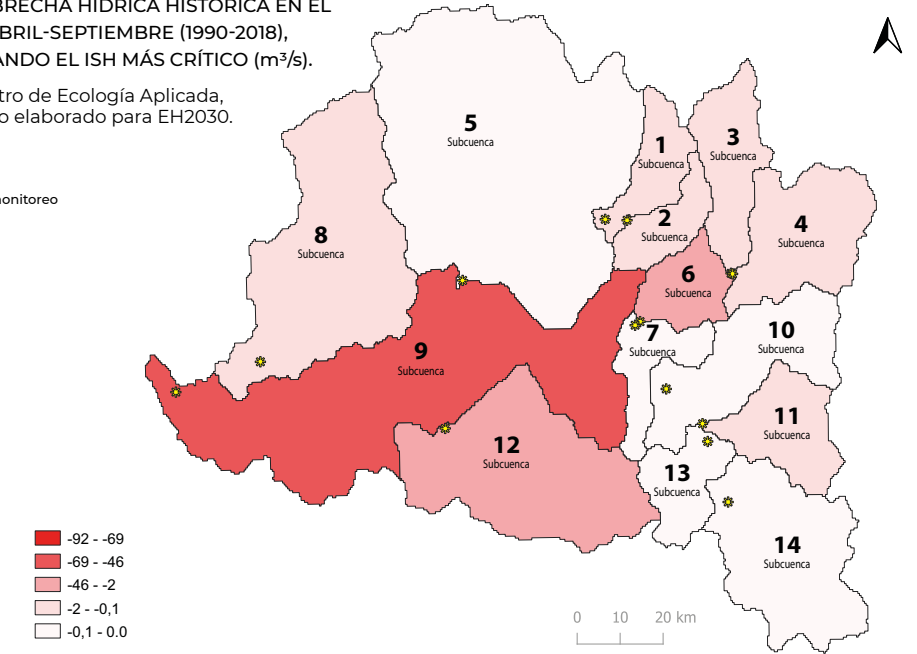 BRECHA HÍDRICA HISTÓRICA EN EL
BRIL-SEPTIEMBRE (1990-2018),
ANDO EL ISH MÁS CRÍTICO (m³/s).
tro de Ecología Aplicada,
o elaborado para EH2030.
onitoreo
5
Subcuenca
1
Subcuenca
3
Subcuenca
2
Subcuenca
4
Subcuenca
8
Subcuenca
6
Subcuenca
7
Subcuenca
10
Subcuenca
9
Subcuenca
11
Subcuenca
12
Subcuenca
13
Subcuenca
14
Subcuenca
-92 - -69
-69 - -46
-46 - -2
-2 - -0,1
-0,1 - 0.0
0 10 20 km